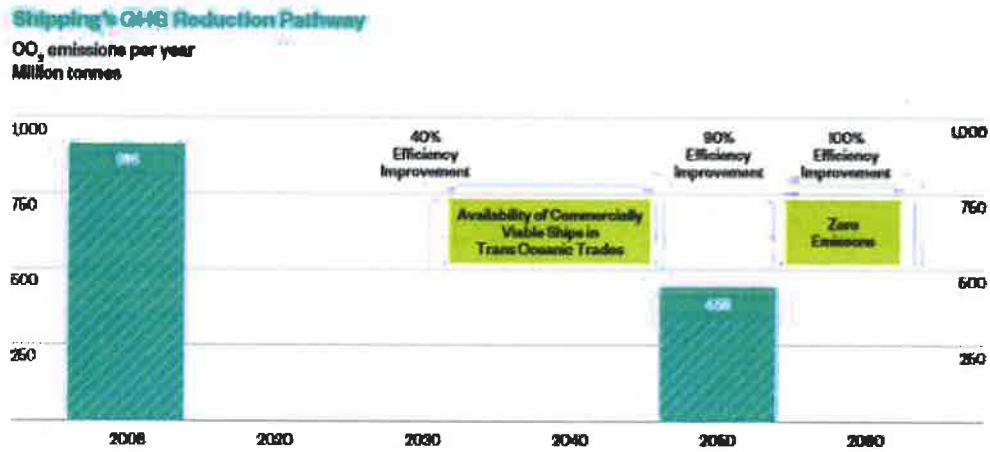 Shipping's GHG Reduction Pathway
CO₂ emissions per year
Million tonnes
1,000
40%
Efficiency
Improvement
90%
Efficiency
Improvement
100%
Efficiency
Improvement
1,000
750
Availability of Commercially
Viable Ships in
Trans Oceanic Trades
Zero
Emissons
750
500
500
250
250
2008
2020
2030
2040
2050
2060